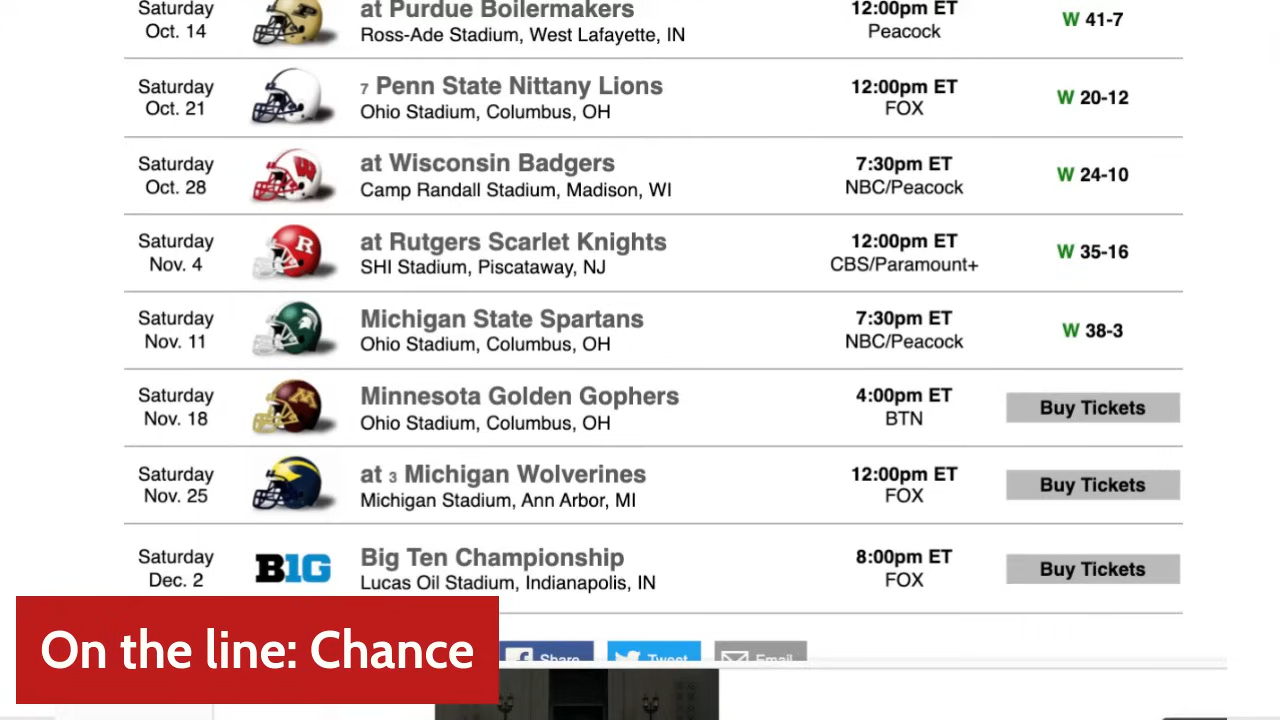 Saturday
Oct. 14
at Purdue Boilermakers
Ross-Ade Stadium, West Lafayette, IN
12:00pm ET
Peacock
W 41-7
Saturday
Oct. 21
7 Penn State Nittany Lions
Ohio Stadium, Columbus, OH
12:00pm ET
FOX
W 20-12
Saturday
Oct. 28
at Wisconsin Badgers
Camp Randall Stadium, Madison, WI
7:30pm ET
NBC/Peacock
W 24-10
Saturday
Nov. 4
R
at Rutgers Scarlet Knights
SHI Stadium, Piscataway, NJ
12:00pm ET
CBS/Paramount+
W 35-16
Saturday
Nov. 11
Michigan State Spartans
Ohio Stadium, Columbus, OH
7:30pm ET
NBC/Peacock
W 38-3
Saturday
Nov. 18
M
Minnesota Golden Gophers
Ohio Stadium, Columbus, OH
4:00pm ET
BTN
Buy Tickets
Saturday
Nov. 25
at 3 Michigan Wolverines
Michigan Stadium, Ann Arbor, MI
12:00pm ET
FOX
Buy Tickets
Saturday
Dec. 2
B1G
Big Ten Championship
Lucas Oil Stadium, Indianapolis, IN
8:00pm ET
FOX
Buy Tickets
On the line: Chance
Share
Tweet
Email